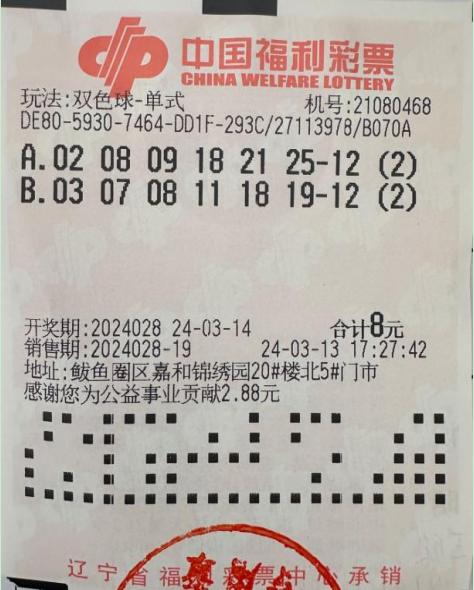 中国福利彩票
CHINA WELFARE LOTTERY
玩法:双色球-单式 机号:21080468
DE80-5930-7464-DD1F-293C/27113978/B070A
A.02 08 09 18 21 25-12 (2)
B.03 07 08 11 18 19-12 (2)
开奖期:2024028 24-03-14 合计8元
销售期:2024028-19 24-03-13 17:27:42
地址:鲅鱼圈区嘉和锦绣园20#楼北5#门市
感谢您为公益事业贡献2.88元
辽宁省福利彩票中心承销